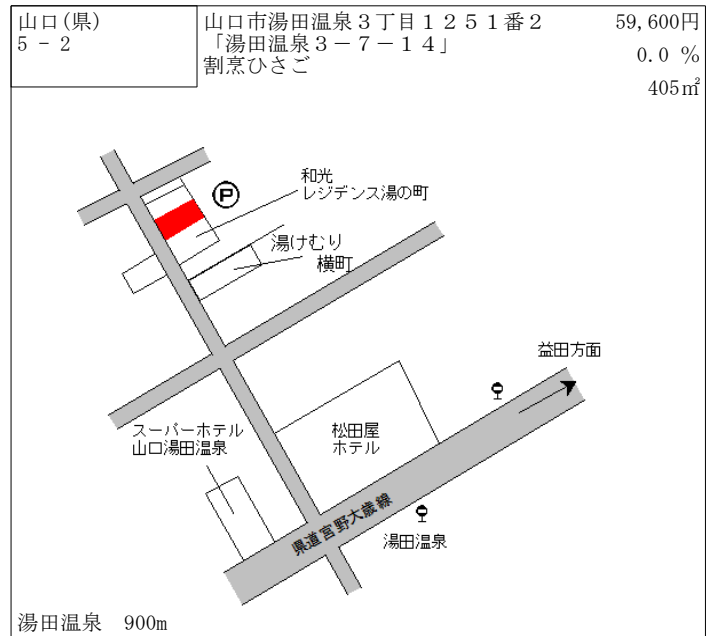 山口(県)
5 - 2
山口市湯田温泉３丁目１２５１番２
「湯田温泉３－７－１４」
割烹ひさご
59,600円
0.0 %
405㎡
Ⓟ
和光
レジデンス湯の町
湯けむり
横町
益田方面
スーパーホテル
山口湯田温泉
松田屋
ホテル
県道宮野大歳線
湯田温泉
湯田温泉 900m